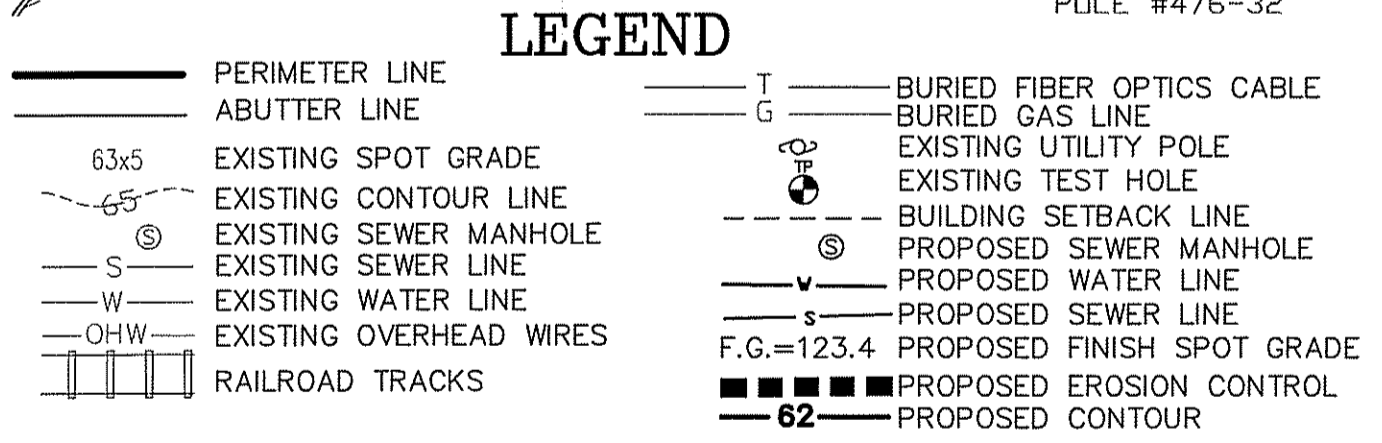 POLE #476-32
LEGEND
PERIMETER LINE
ABUTTER LINE
63x5 EXISTING SPOT GRADE
65 EXISTING CONTOUR LINE
S EXISTING SEWER MANHOLE
S EXISTING SEWER LINE
W EXISTING WATER LINE
OHW EXISTING OVERHEAD WIRES
RAILROAD TRACKS
T BURIED FIBER OPTICS CABLE
G BURIED GAS LINE
EXISTING UTILITY POLE
TP EXISTING TEST HOLE
BUILDING SETBACK LINE
S PROPOSED SEWER MANHOLE
W PROPOSED WATER LINE
S PROPOSED SEWER LINE
F.G.=123.4 PROPOSED FINISH SPOT GRADE
PROPOSED EROSION CONTROL
62 PROPOSED CONTOUR